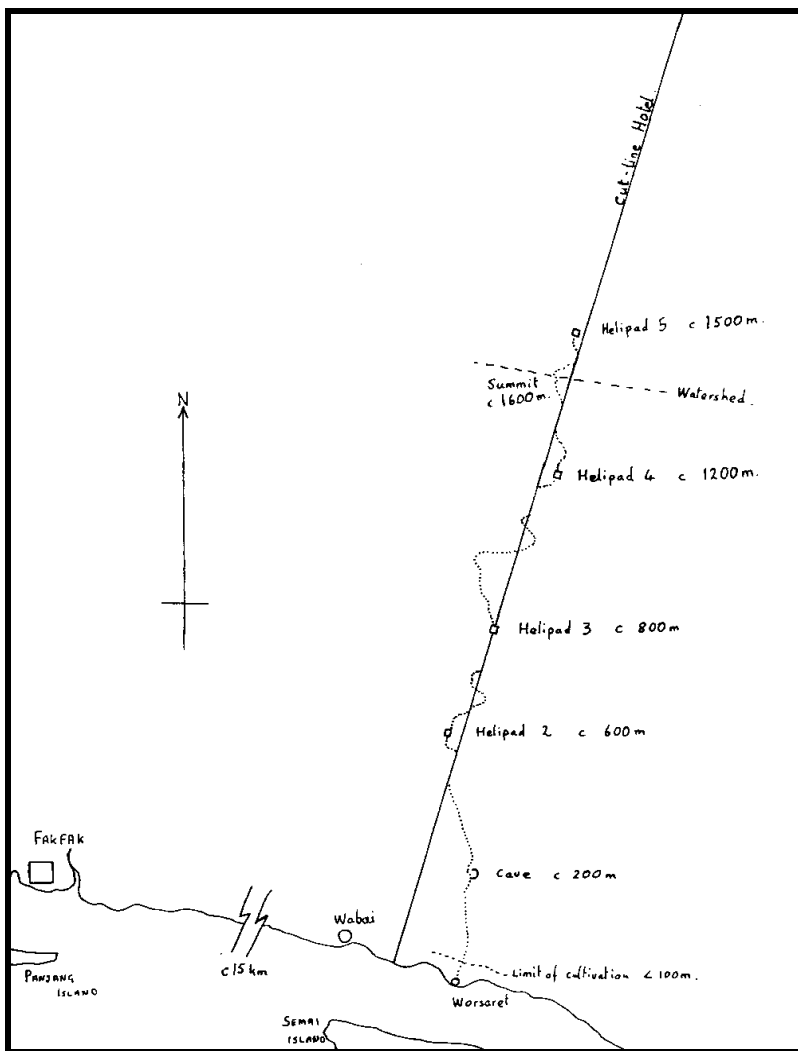 Cut-line Hotel
Helipad 5 c 1500m.
Summit
c 1600m.
Watershed.
N
Helipad 4 c 1200m.
Helipad 3 c 800m
Helipad 2 c 600m
FAKFAK
Cave c 200m
Wabai
c 15 km
Limit of cultivation < 100m.
PANJANG
ISLAND
Worsaret
SEMAI
ISLAND